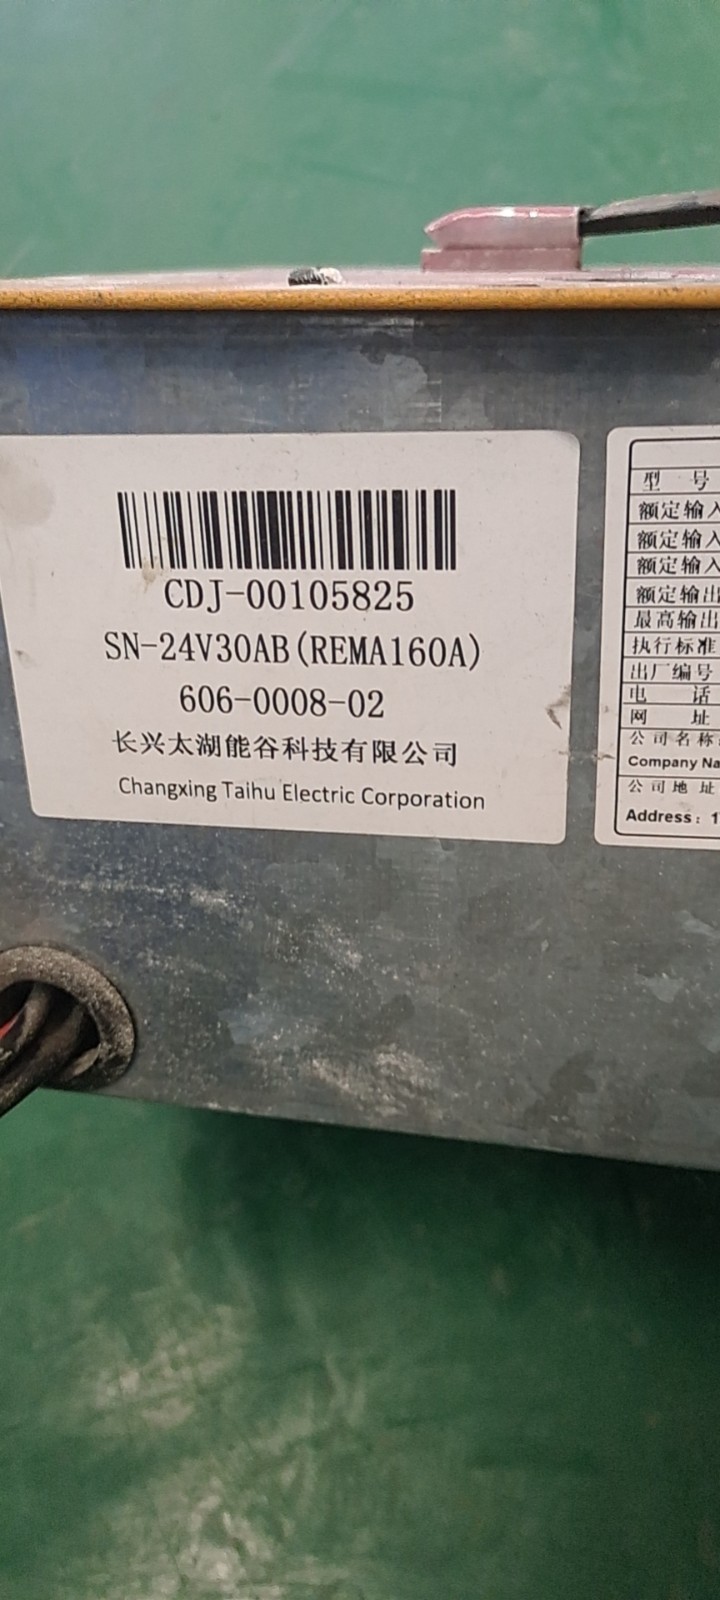 CDJ-00105825
SN-24V30AB(REMA160A)
606-0008-02
长兴太湖能谷科技有限公司
Changxing Taihu Electric Corporation
型 号
额定输入
额定输入
额定输入
额定输出
最高输出
执行标准
出厂编号
电 话
网 址
公司名称
Company Na
公司地址
Address: 1